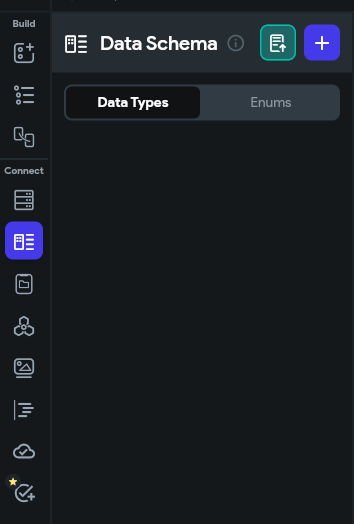 Build
Data Schema
Data Types
Enums
Connect